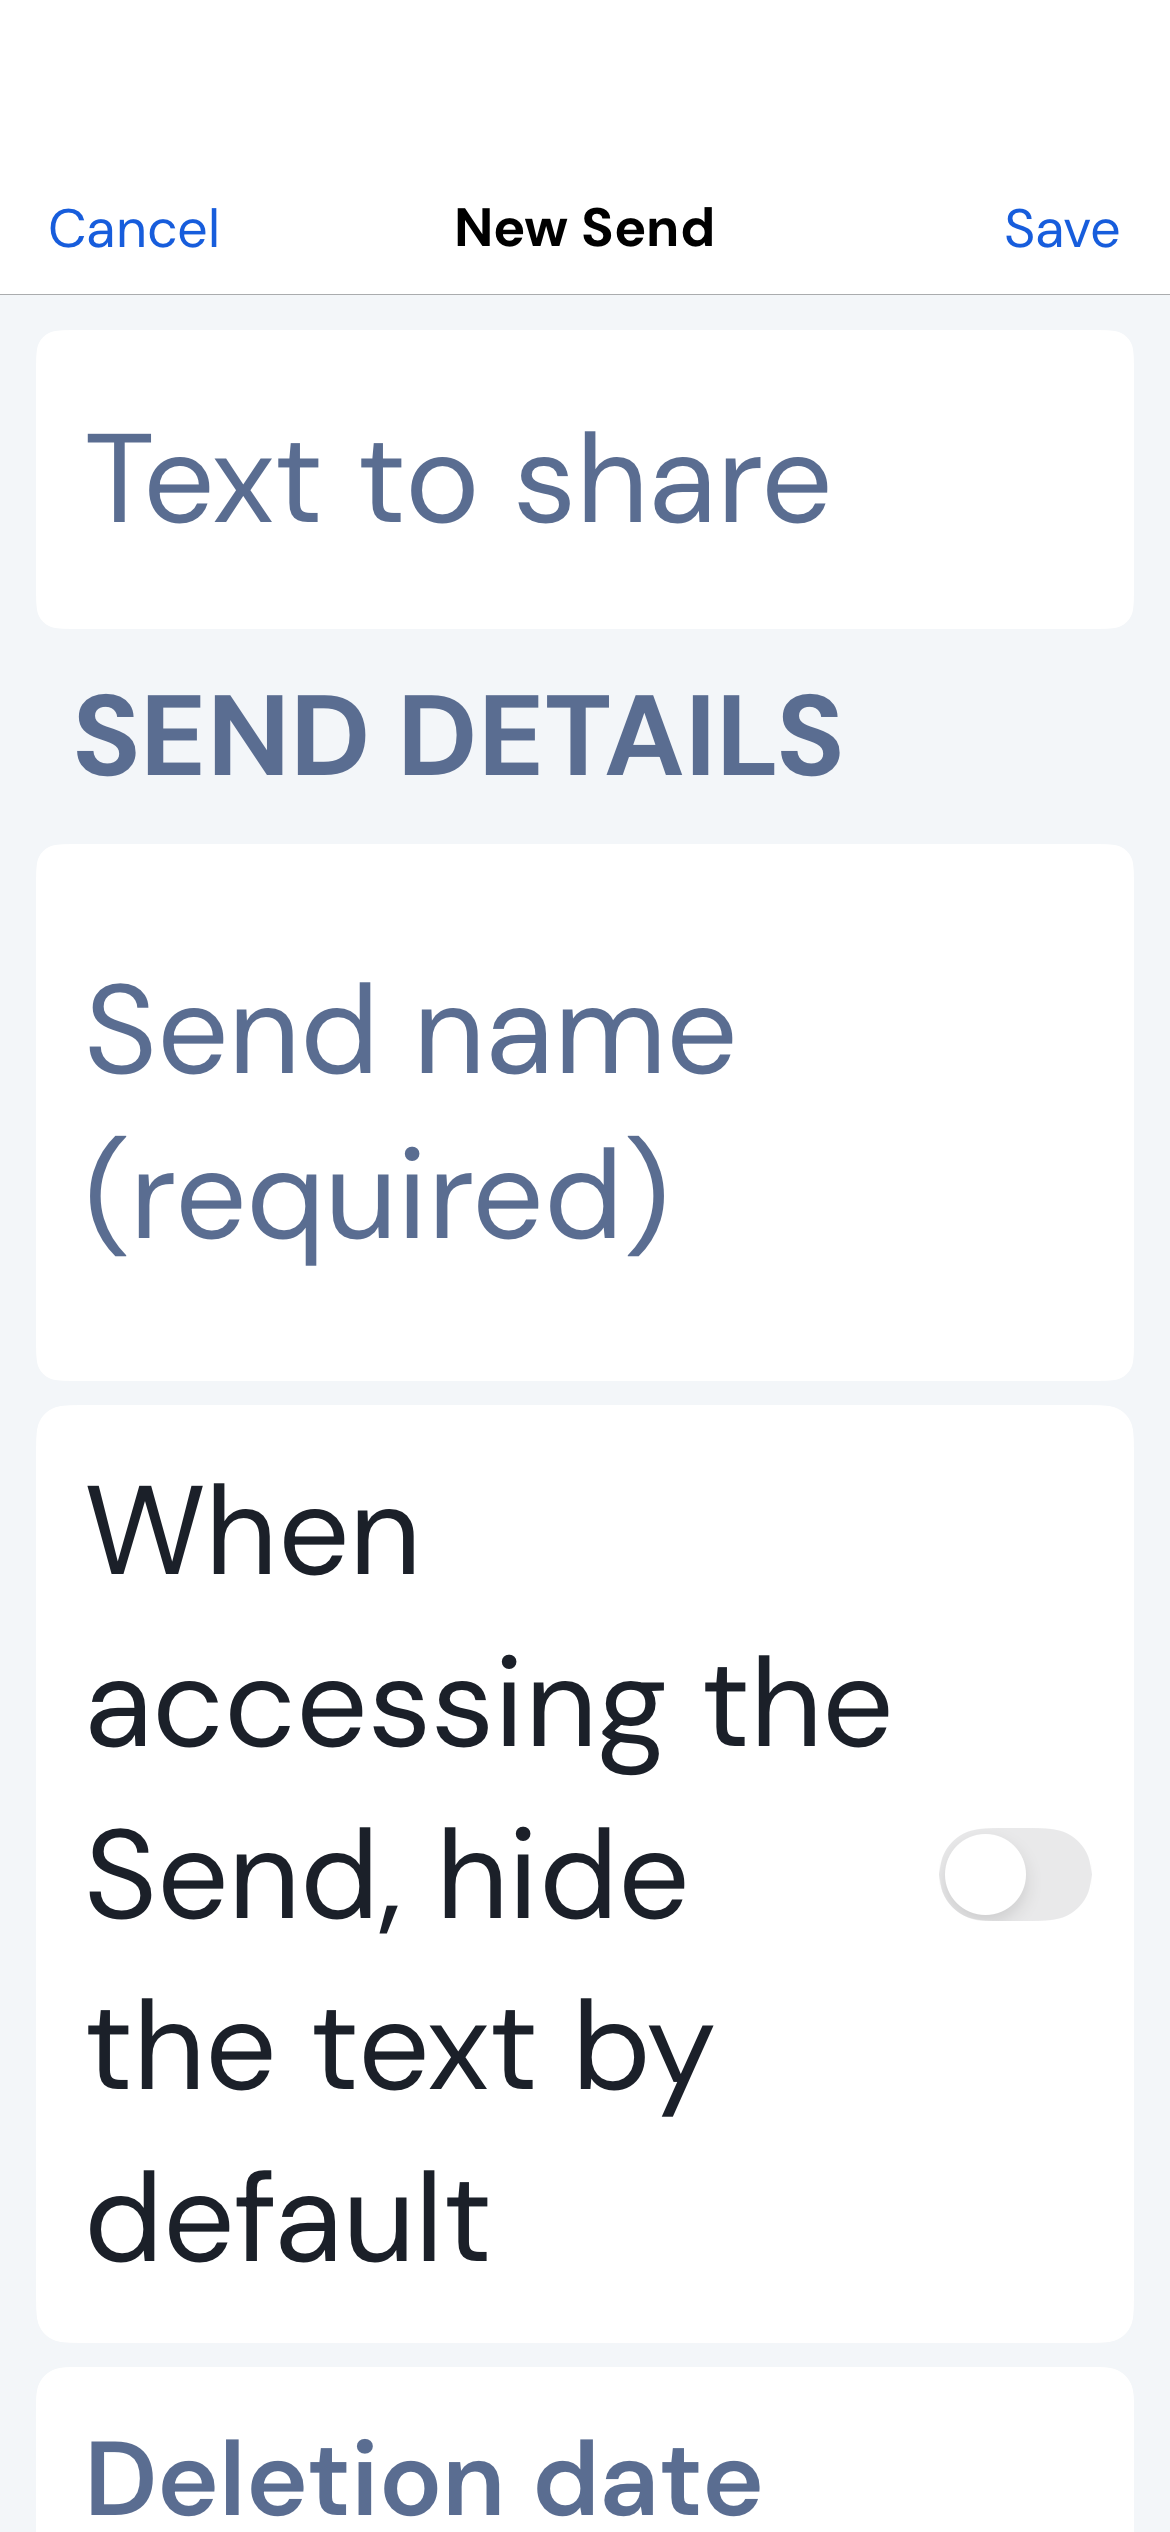 Cancel New Send Save
Text to share
SEND DETAILS
Send name
(required)
When
accessing the
Send, hide
the text by
default
Deletion date